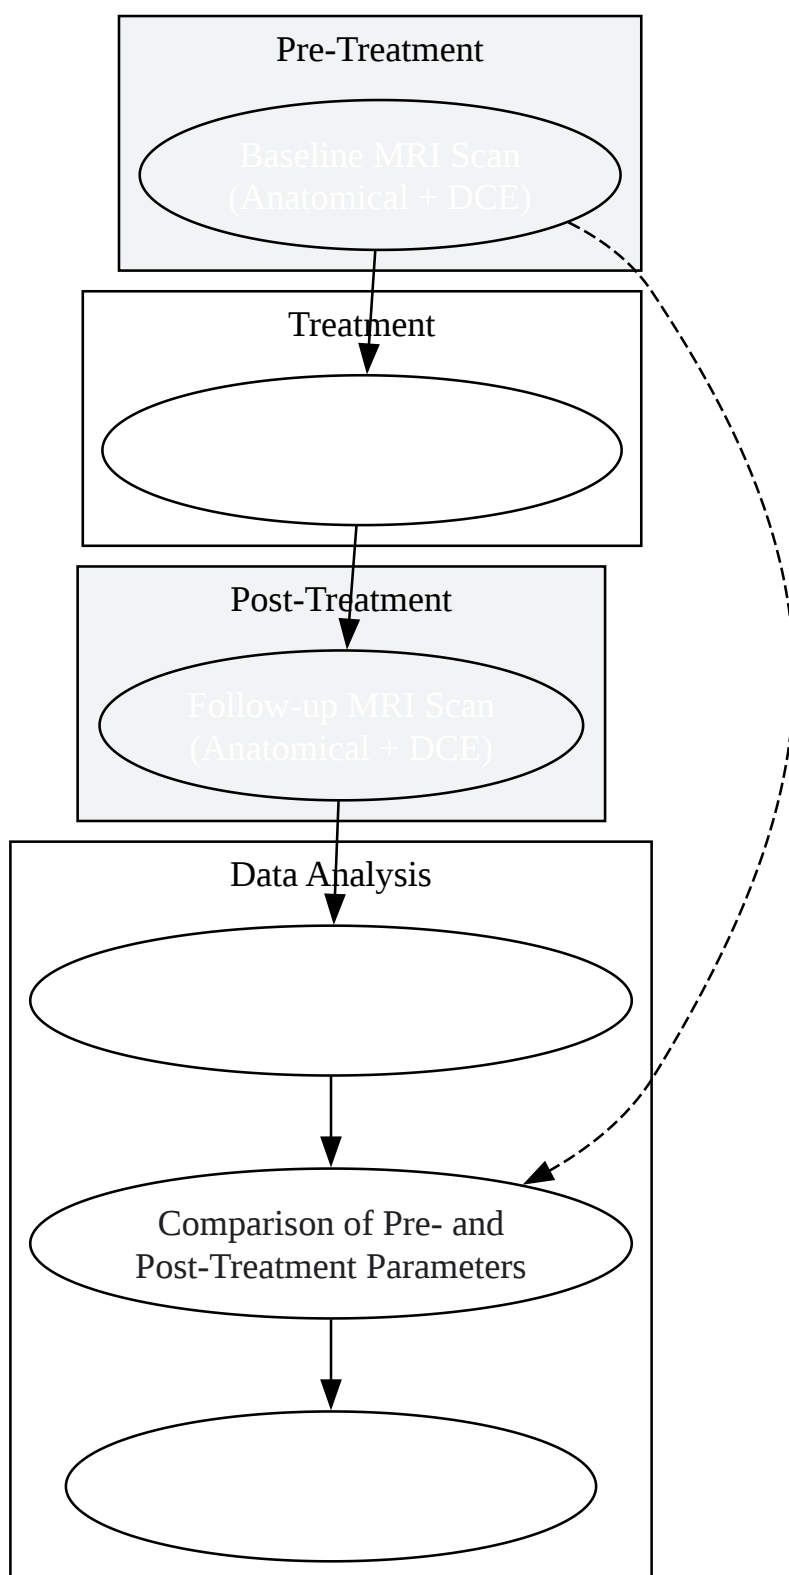 Pre-Treatment
Baseline MRI Scan
(Anatomical + DCE)
Treatment
Post-Treatment
Follow-up MRI Scan
(Anatomical + DCE)
Data Analysis
Comparison of Pre- and
Post-Treatment Parameters